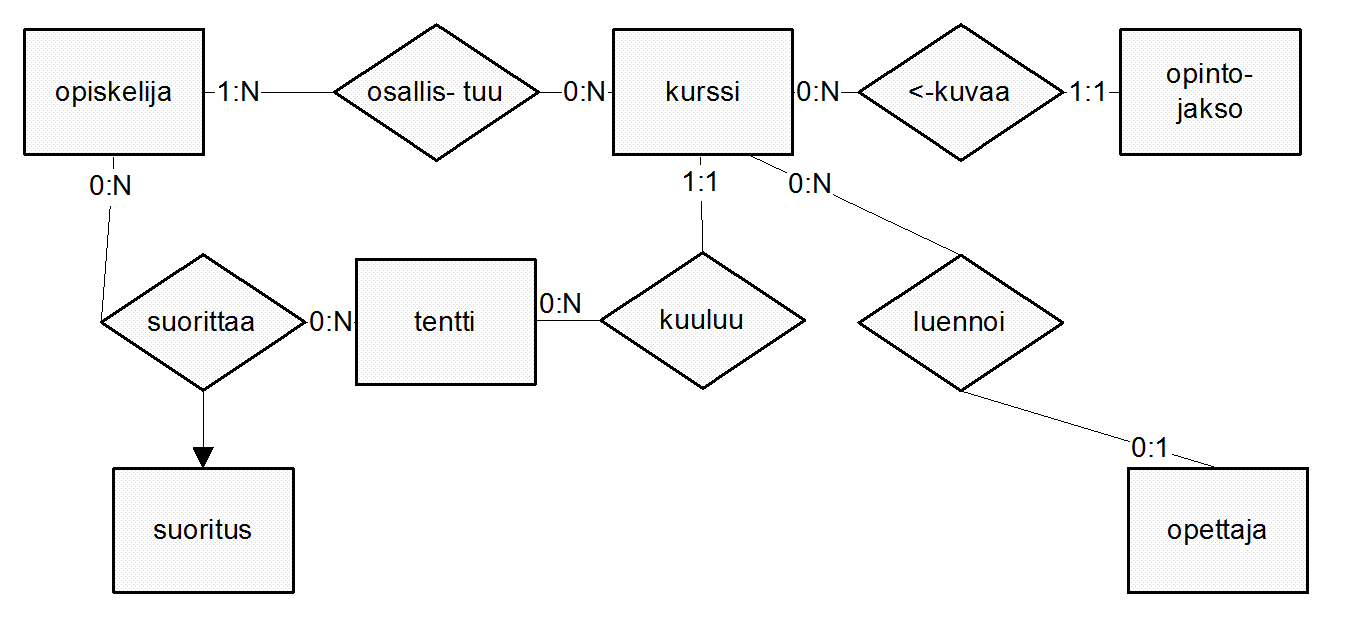 opiskelija
1:N
osallis- tuu
0:N
kurssi
0:N
<-kuvaa
1:1
opinto-
jakso
0:N
1:1
0:N
suorittaa
0:N
tentti
0:N
kuuluu
luennoi
0:1
suoritus
opettaja